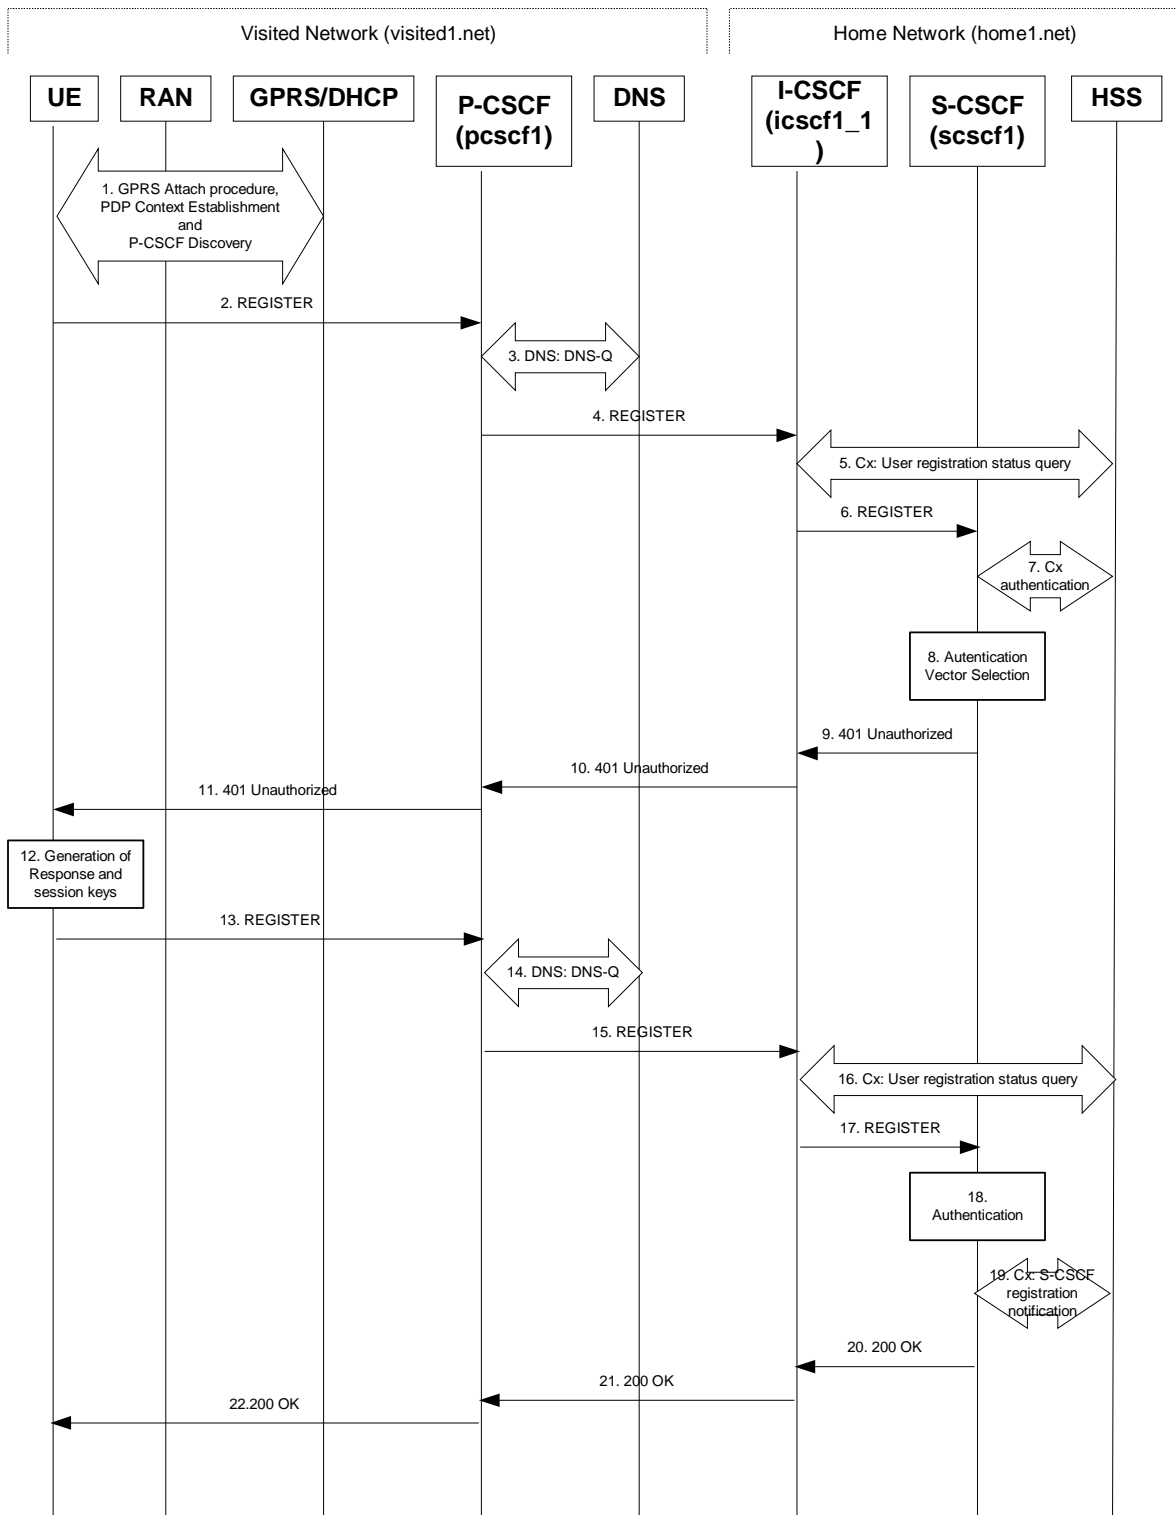 Visited Network (visited1.net)
Home Network (home1.net)
UE
RAN
GPRS/DHCP
P-CSCF
(pcscf1)
DNS
I-CSCF
(icscf1_1
)
S-CSCF
(scscf1)
HSS
1. GPRS Attach procedure,
PDP Context Establishment
and
P-CSCF Discovery
2. REGISTER
3. DNS: DNS-Q
4. REGISTER
5. Cx: User registration status query
6. REGISTER
7. Cx
authentication
8. Autentication
Vector Selection
9. 401 Unauthorized
10. 401 Unauthorized
11. 401 Unauthorized
12. Generation of
Response and
session keys
13. REGISTER
14. DNS: DNS-Q
15. REGISTER
16. Cx: User registration status query
17. REGISTER
18.
Authentication
19. Cx: S-CSCF
registration
notification
20. 200 OK
21. 200 OK
22.200 OK